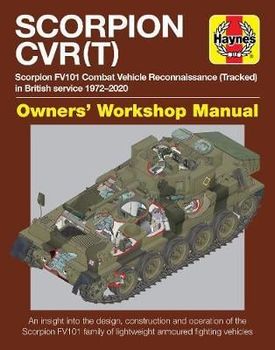 SCORPION
CVR(T)
Haynes
Scorpion FV101 Combat Vehicle Reconnaissance (Tracked)
in British service 1972–2020
Owners' Workshop Manual
An insight into the design, construction and operation of the
Scorpion FV101 family of lightweight armoured fighting vehicles